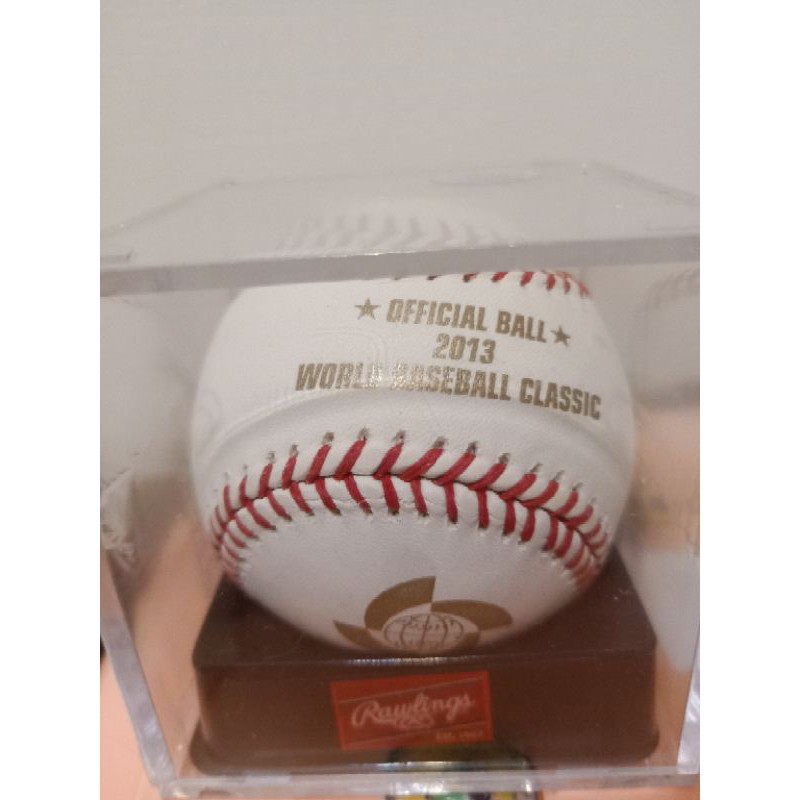 ★ OFFICIAL BALL ★
2013
WORLD BASEBALL CLASSIC
Rawlings